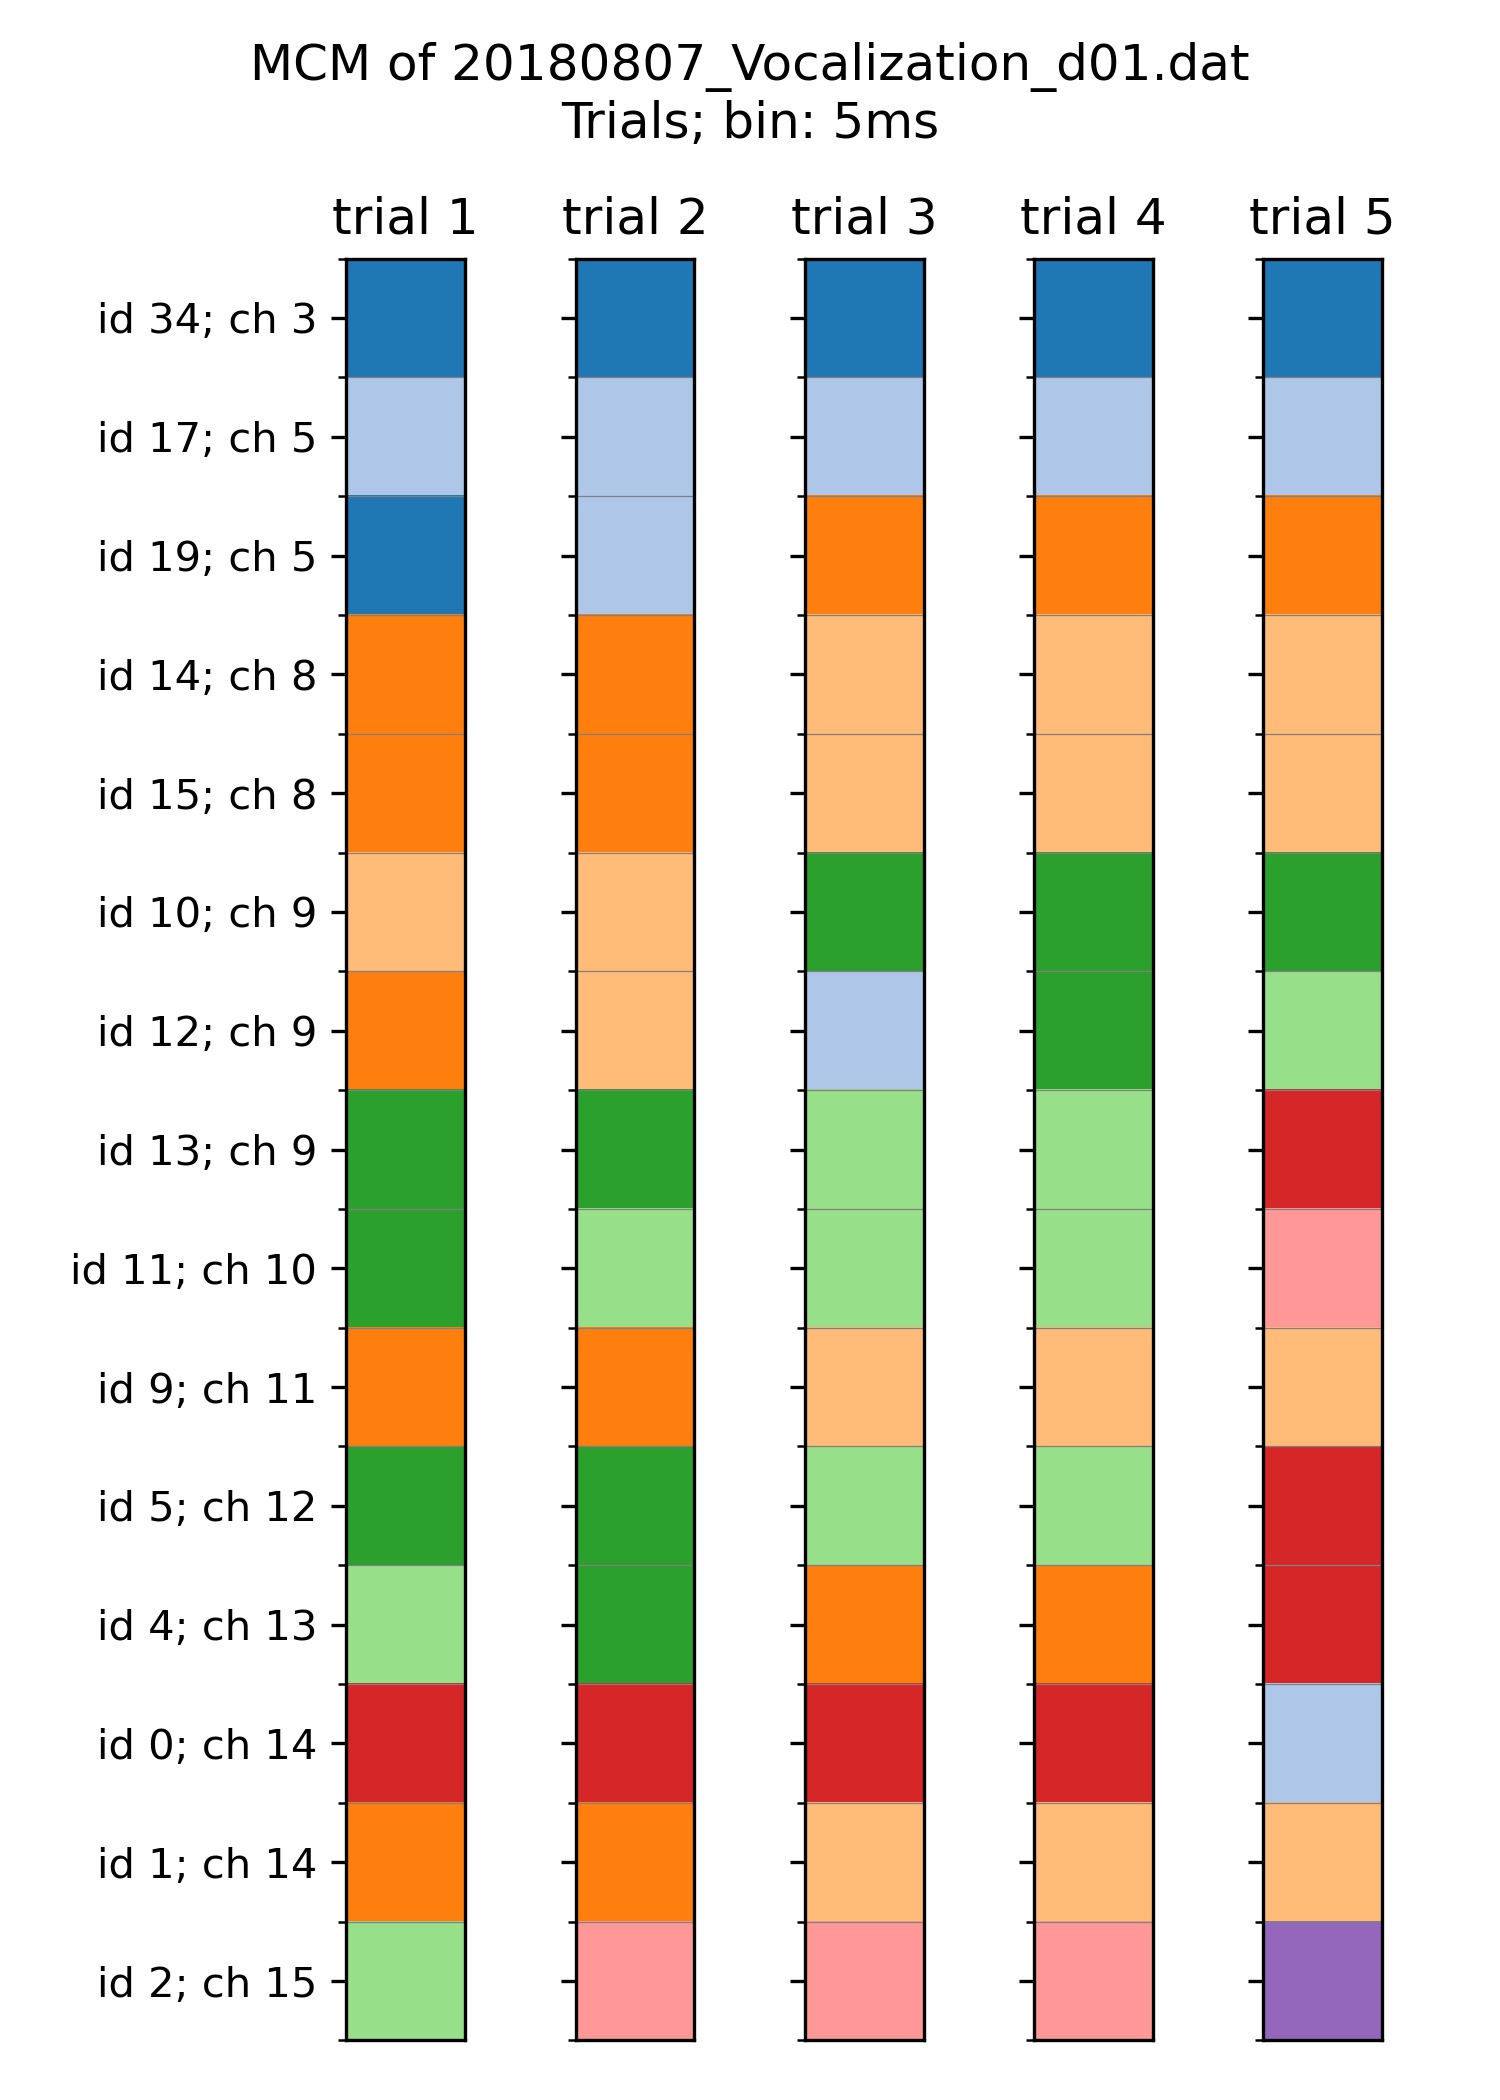 MCM of 20180807_Vocalization_d01.dat
Trials; bin: 5ms
trial 1 trial 2 trial 3 trial 4 trial 5
id 34; ch 3
id 17; ch 5
id 19; ch 5
id 14; ch 8
id 15; ch 8
id 10; ch 9
id 12; ch 9
id 13; ch 9
id 11; ch 10
id 9; ch 11
id 5; ch 12
id 4; ch 13
id 0; ch 14
id 1; ch 14
id 2; ch 15